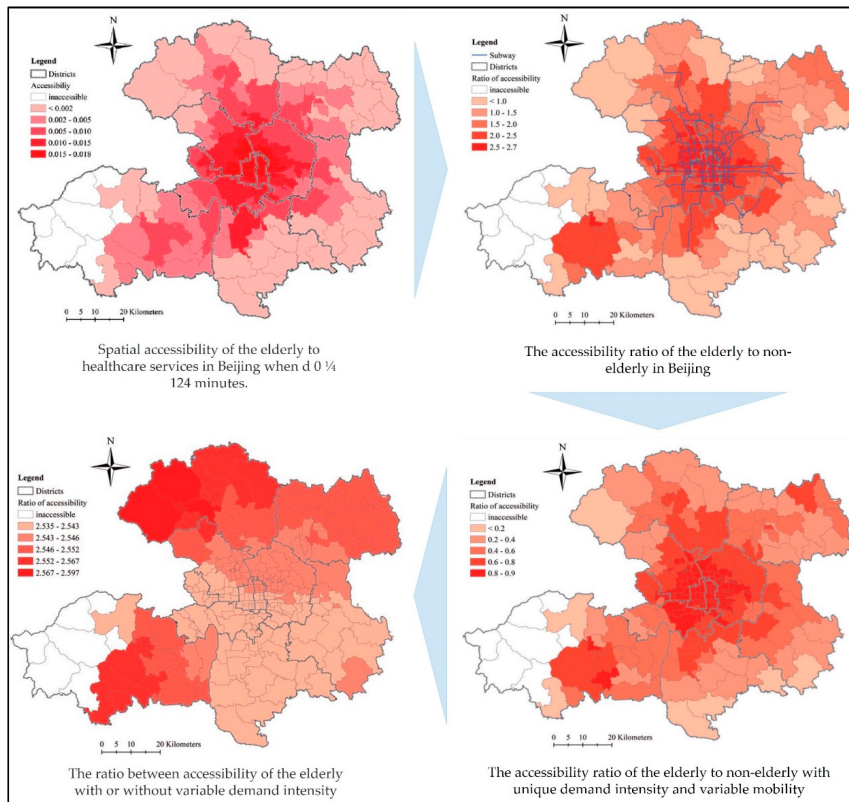 N
Legend
Districts
Accessibility
inaccessible
< 0.002
0.002 - 0.005
0.005 - 0.010
0.010 - 0.015
0.015 - 0.018
0 5 10 20 Kilometers
Spatial accessibility of the elderly to
healthcare services in Beijing when d 0 ¼
124 minutes.
N
Legend
Subway
Districts
Ratio of accessibility
inaccessible
< 1.0
1.0 - 1.5
1.5 - 2.0
2.0 - 2.5
2.5 - 2.7
0 5 10 20 Kilometers
The accessibility ratio of the elderly to non-
elderly in Beijing
N
Legend
Districts
Ratio of accessibility
inaccessible
2.535 - 2.543
2.543 - 2.546
2.546 - 2.552
2.552 - 2.567
2.567 - 2.597
0 5 10 20 Kilometers
The ratio between accessibility of the elderly
with or without variable demand intensity
N
Legend
Districts
Ratio of accessibility
inaccessible
< 0.2
0.2 - 0.4
0.4 - 0.6
0.6 - 0.8
0.8 - 0.9
0 5 10 20 Kilometers
The accessibility ratio of the elderly to non-elderly with
unique demand intensity and variable mobility